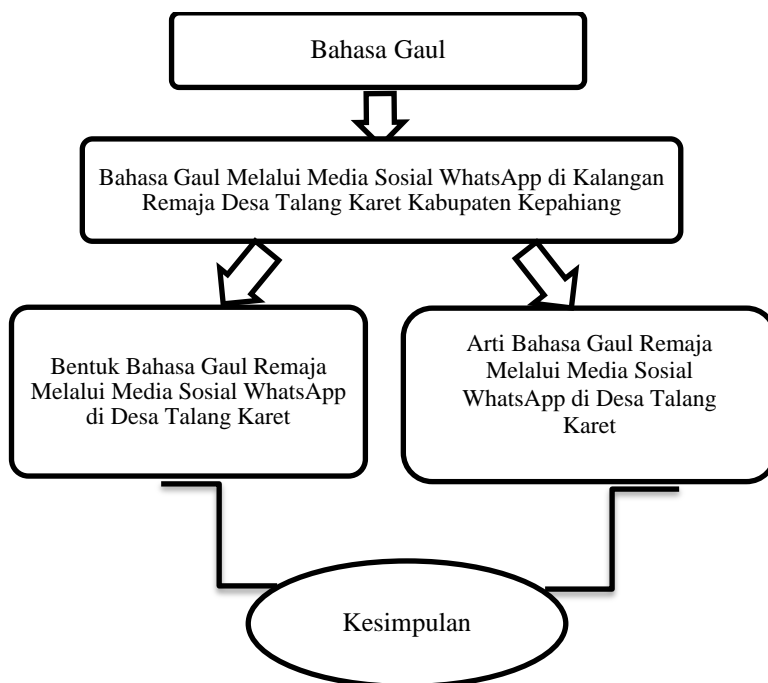 Bahasa Gaul
Bahasa Gaul Melalui Media Sosial WhatsApp di Kalangan
Remaja Desa Talang Karet Kabupaten Kepahiang
Bentuk Bahasa Gaul Remaja
Melalui Media Sosial WhatsApp
di Desa Talang Karet
Arti Bahasa Gaul Remaja
Melalui Media Sosial
WhatsApp di Desa Talang
Karet
Kesimpulan